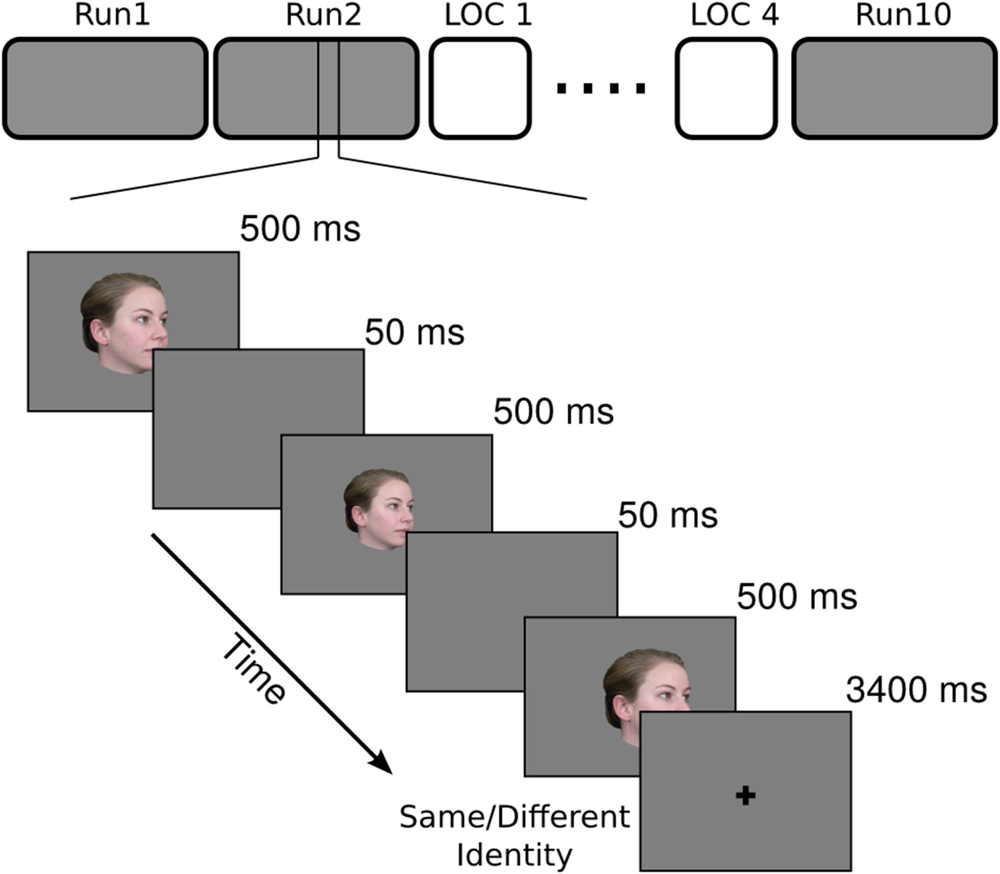 Run1
Run2
LOC 1
LOC 4
Run10
500 ms
50 ms
500 ms
50 ms
500 ms
3400 ms
Time
Same/Different
Identity